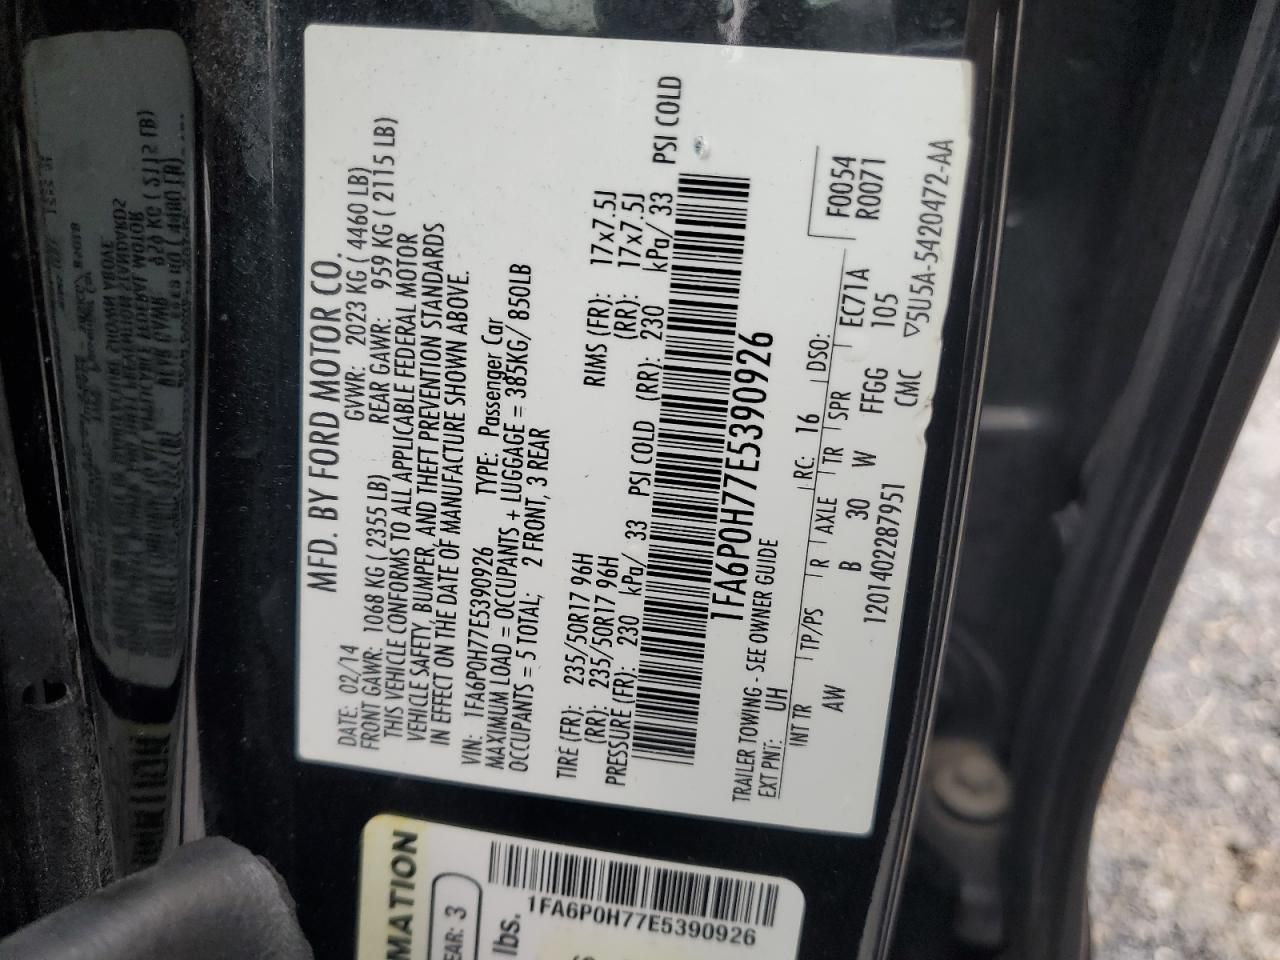 MFD. BY FORD MOTOR CO.
DATE: 02/14 GVWR: 2023 KG ( 4460 LB)
FRONT GAWR: 1068 KG ( 2355 LB) REAR GAWR: 959 KG ( 2115 LB)
THIS VEHICLE CONFORMS TO ALL APPLICABLE FEDERAL MOTOR
VEHICLE SAFETY, BUMPER, AND THEFT PREVENTION STANDARDS
IN EFFECT ON THE DATE OF MANUFACTURE SHOWN ABOVE.
VIN: 1FA6P0H77E5390926 TYPE: Passenger Car
MAXIMUM LOAD = OCCUPANTS + LUGGAGE = 385KG/ 850LB
OCCUPANTS = 5 TOTAL; 2 FRONT, 3 REAR
TIRE (FR): 235/50R17 96H RIMS (FR): 17x7.5J
(RR): 235/50R17 96H (RR): 17x7.5J
PRESSURE (FR): 230 kPa/ 33 PSI COLD (RR): 230 kPa/ 33 PSI COLD
1FA6P0H77E5390926
TRAILER TOWING - SEE OWNER GUIDE
EXT PNT: UH RC: 16 DSO: F0054
R0071
INT TR TP/PS R AXLE TR SPR EC71A
AW B 30 W FFGG 105
1201402287951 CMC ▽5U5A-5420472-AA
MATION
EAR: 3
lbs.
1FA6P0H77E5390926